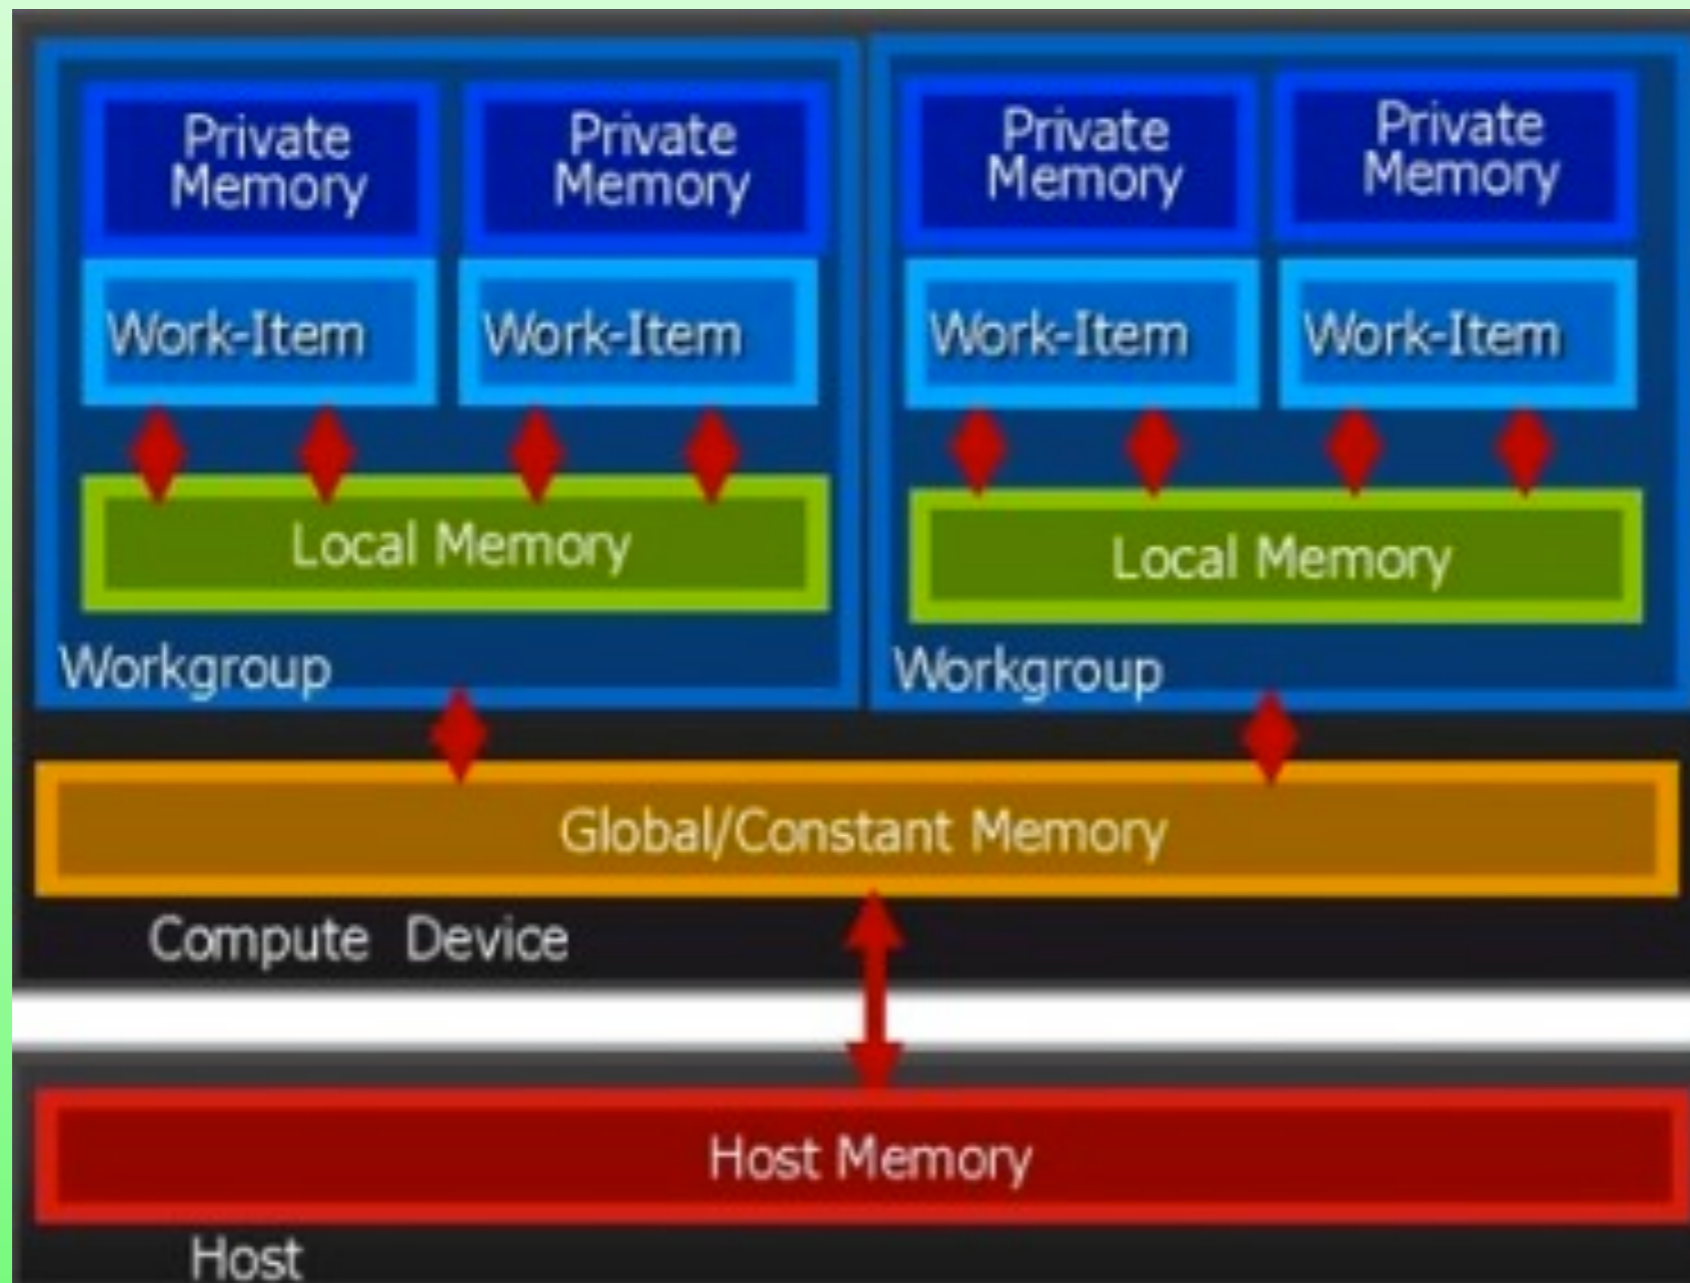 Private
Memory
Private
Memory
Private
Memory
Private
Memory
Work-Item
Work-Item
Work-Item
Work-Item
Local Memory
Local Memory
Workgroup
Workgroup
Global/Constant Memory
Compute Device
Host Memory
Host